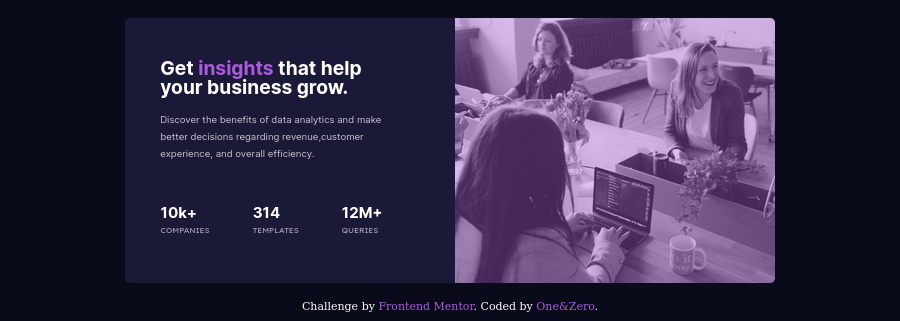 Get insights that help
your business grow.
Discover the benefits of data analytics and make
better decisions regarding revenue,customer
experience, and overall efficiency.
10k+ 314 12M+
COMPANIES TEMPLATES QUERIES
Challenge by Frontend Mentor. Coded by One&Zero.